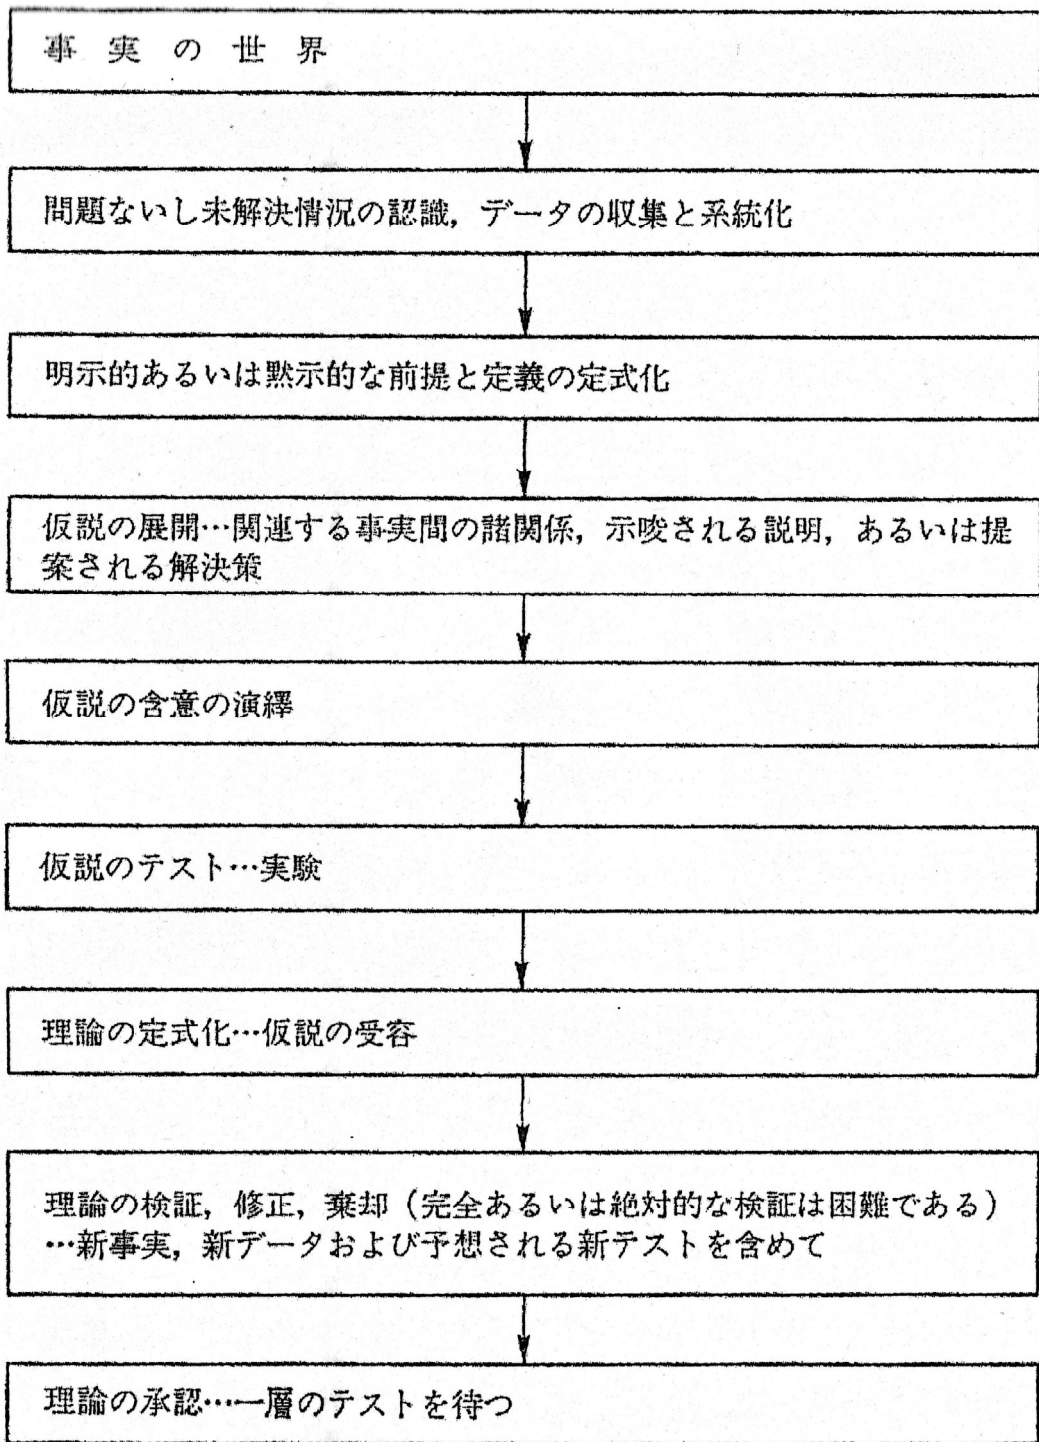 事実の世界
問題ないし未解決情況の認識，データの収集と系統化
明示的あるいは黙示的な前提と定義の定式化
仮説の展開…関連する事実間の諸関係，示唆される説明，あるいは提
案される解決策
仮説の含意の演繹
仮説のテスト…実験
理論の定式化…仮説の受容
理論の検証，修正，棄却（完全あるいは絶対的な検証は困難である）
…新事実，新データおよび予想される新テストを含めて
理論の承認…一層のテストを待つ